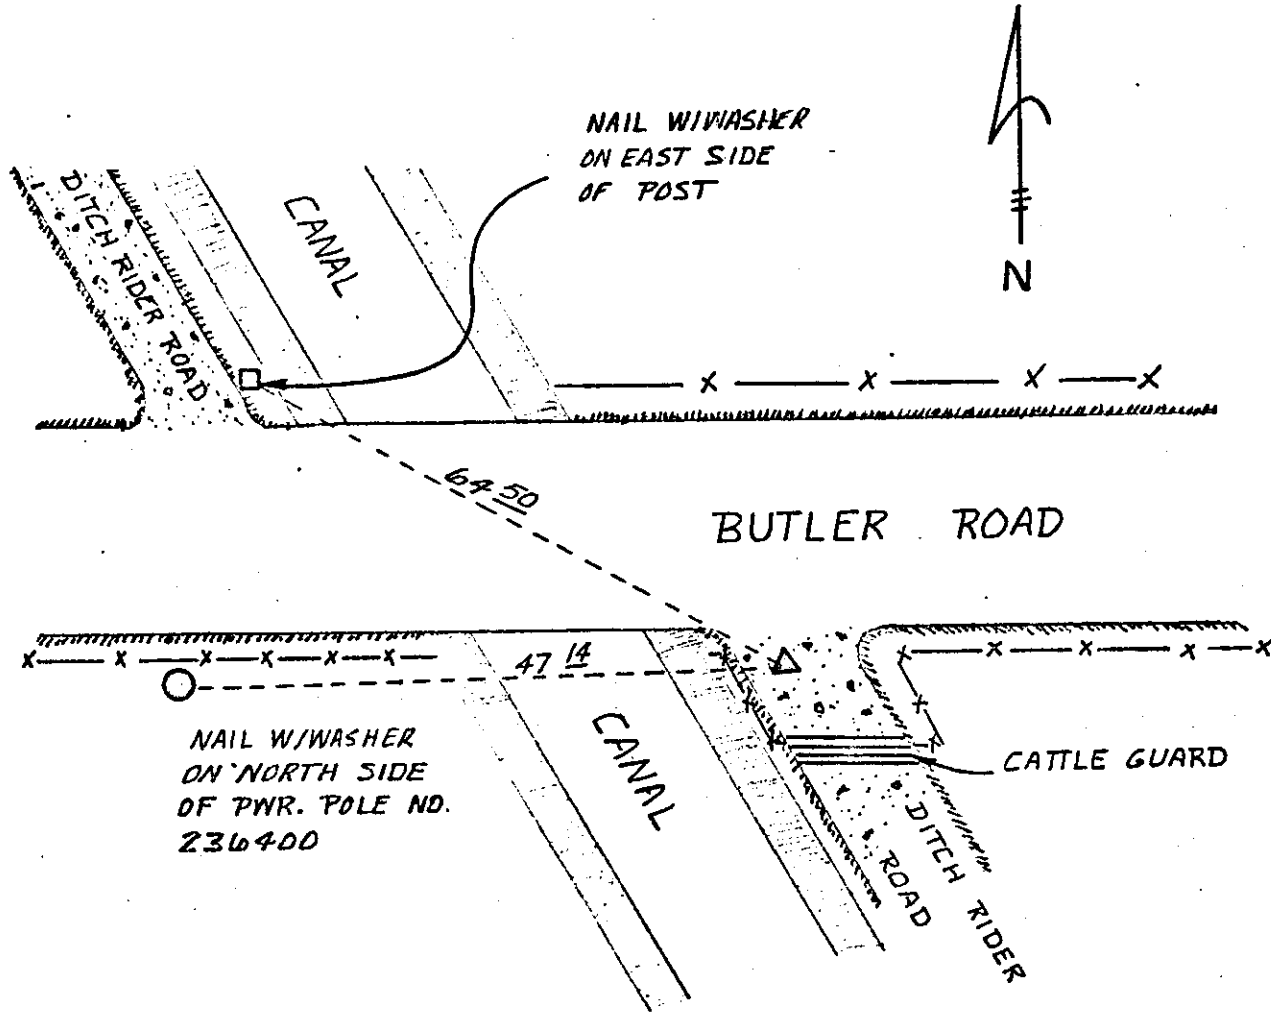 NAIL W/WASHER
ON EAST SIDE
OF POST
N
DITCH RIDER ROAD
CANAL
64 50
BUTLER ROAD
47 14
NAIL W/WASHER
ON NORTH SIDE
OF PWR. POLE NO.
236400
CANAL
CATTLE GUARD
DITCH RIDER
ROAD